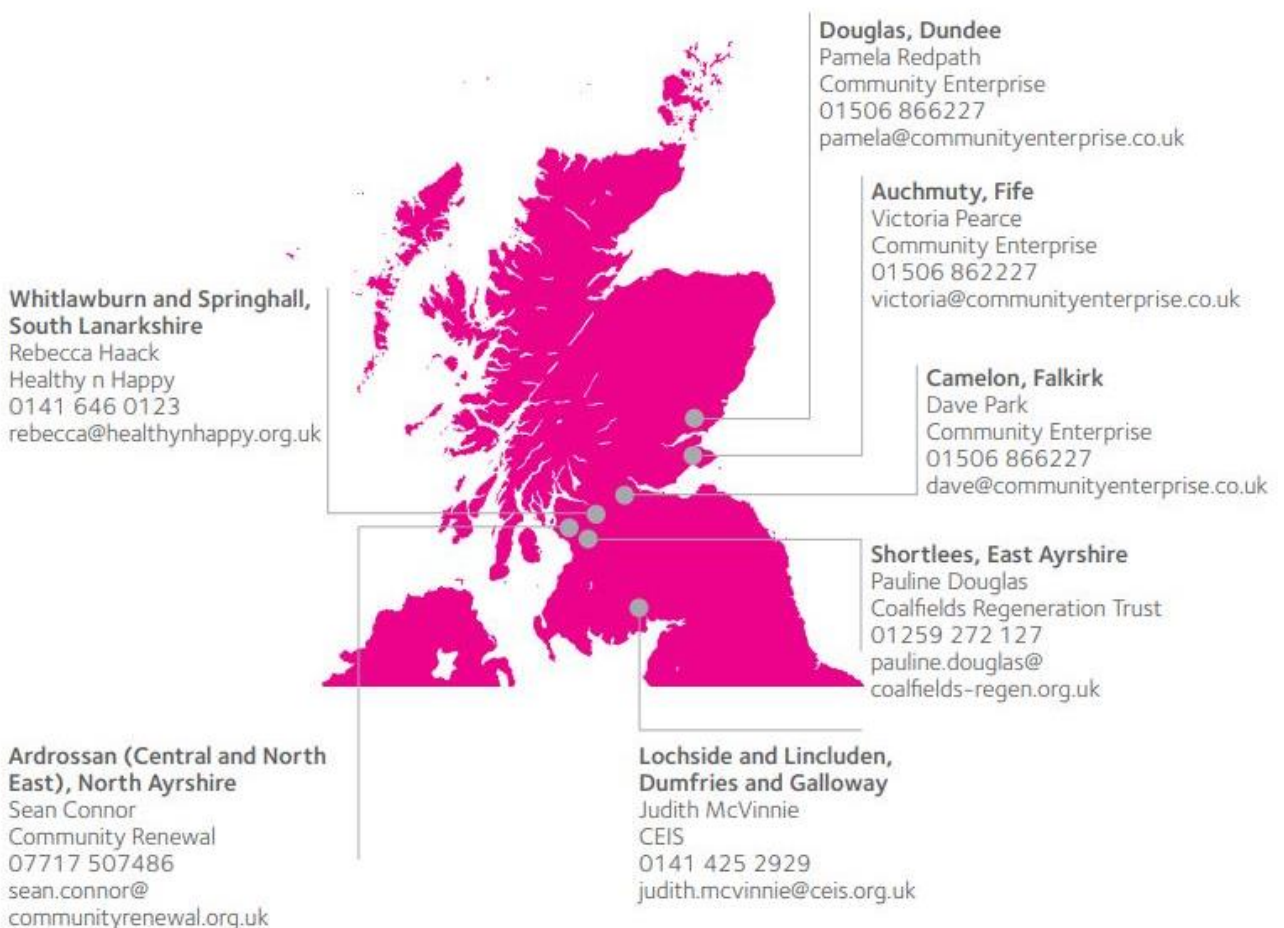 Douglas, Dundee
Pamela Redpath
Community Enterprise
01506 866227
pamela@communityenterprise.co.uk
Auchmuty, Fife
Victoria Pearce
Community Enterprise
01506 862227
victoria@communityenterprise.co.uk
Whitlawburn and Springhall,
South Lanarkshire
Rebecca Haack
Healthy n Happy
0141 646 0123
rebecca@healthynhappy.org.uk
Camelon, Falkirk
Dave Park
Community Enterprise
01506 866227
dave@communityenterprise.co.uk
Shortlees, East Ayrshire
Pauline Douglas
Coalfields Regeneration Trust
01259 272 127
pauline.douglas@
coalfields-regen.org.uk
Ardrossan (Central and North
East), North Ayrshire
Sean Connor
Community Renewal
07717 507486
sean.connor@
communityrenewal.org.uk
Lochside and Lincluden,
Dumfries and Galloway
Judith McVinnie
CEIS
0141 425 2929
judith.mcvinnie@ceis.org.uk